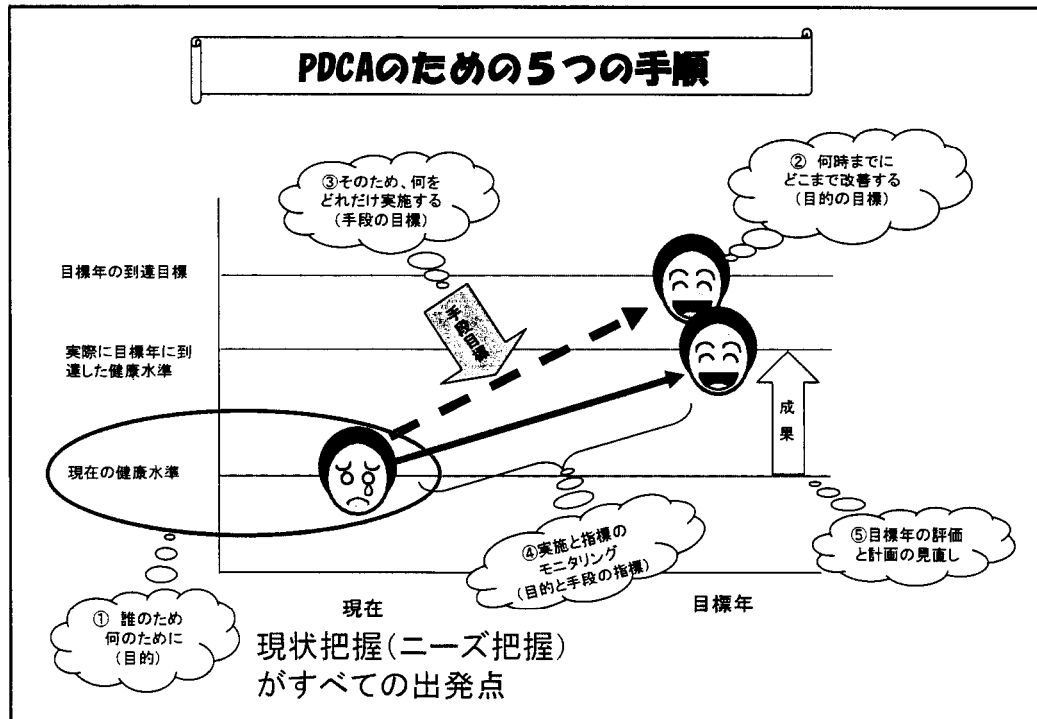 PDCAのための５つの手順
③そのため、何を
どれだけ実施する
（手段の目標）
② 何時までに
どこまで改善する
（目的の目標）
目標年の到達目標
手段目標
実際に目標年に到
達した健康水準
成
果
現在の健康水準
④実施と指標の
モニタリング
（目的と手段の指標）
⑤目標年の評価
と計画の見直し
① 誰のため
何のために
（目的）
現在
目標年
現状把握（ニーズ把握）
がすべての出発点